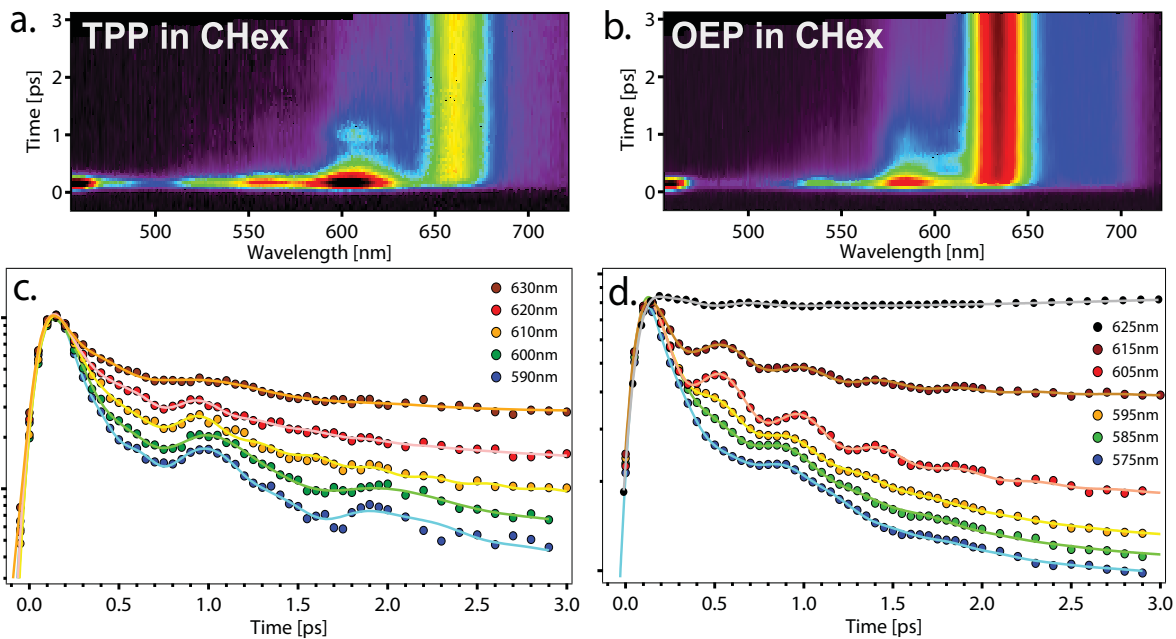 a.
TPP in CHex
3
2
1
0
Time [ps]
500
550
600
650
700
Wavelength [nm]
b.
OEP in CHex
3
2
1
0
Time [ps]
500
550
600
650
700
Wavelength [nm]
c.
630nm
620nm
610nm
600nm
590nm
0.0
0.5
1.0
1.5
2.0
2.5
3.0
Time [ps]
d.
625nm
615nm
605nm
595nm
585nm
575nm
0.0
0.5
1.0
1.5
2.0
2.5
3.0
Time [ps]